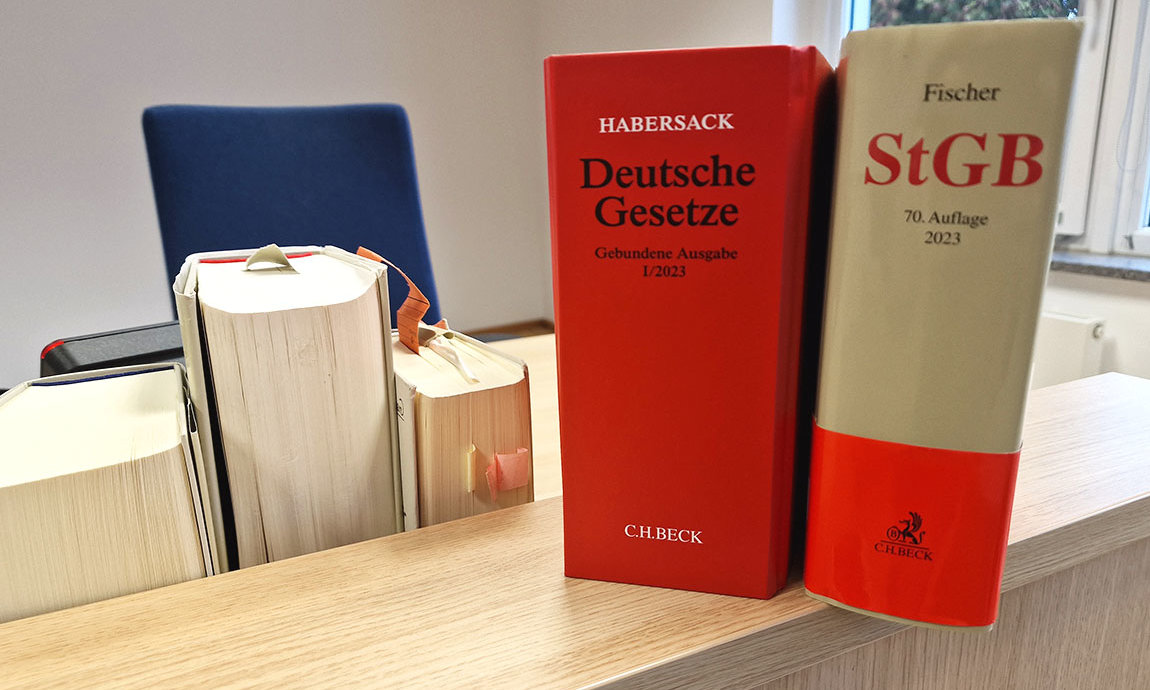 HABERSACK
Deutsche
Gesetze
Gebundene Ausgabe
I/2023
C.H.BECK
Fischer
StGB
70. Auflage
2023
B
C.H.BECK